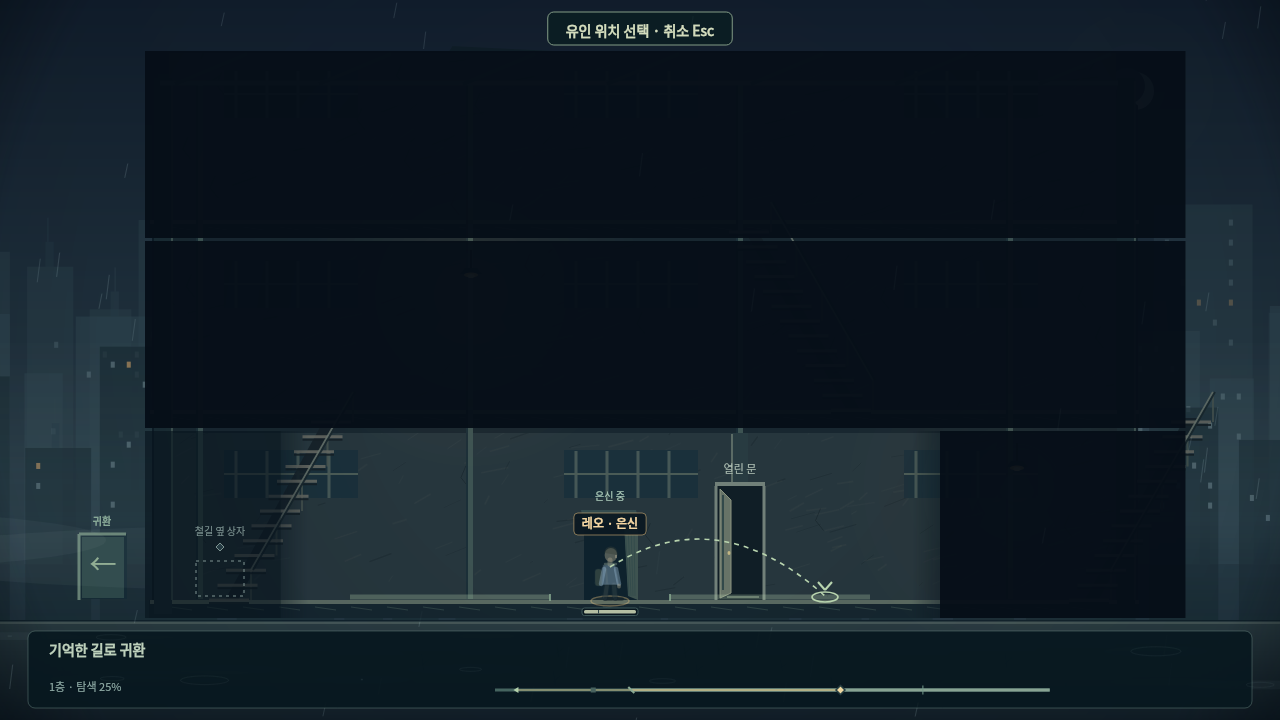 유인 위치 선택 · 취소 Esc
열린 문
은신 중
레오 · 은신
귀환
철길 옆 상자
기억한 길로 귀환
1층 · 탐색 25%